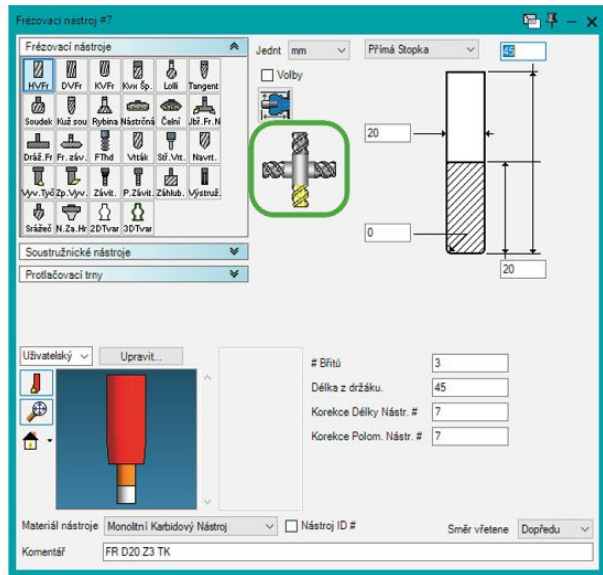 Frézovací nástroj #7
Frézovací nástroje
HVFr DVFr KVFr Kvx Šp. Lolli Tangent
Soudek Kuž sou Rybina Nástrčná Čelní Jbř.Fr.N
Dráž.Fr Fr. záv. FThd Vrták Stř.Vrt. Navrt.
Vyv.Tyč Zp.Vyv. Závit. P.Závit. Záhlub. Výstruž.
Srážeč N.Za.Hr 2DTvar 3DTvar
Soustružnické nástroje
Protlačovací trny
Jednt mm
Přímá Stopka
45
Volby
20
0
20
Uživatelský
Upravit...
# Břitů 3
Délka z držáku. 45
Korekce Délky Nástr. # 7
Korekce Polom. Nástr. # 7
Materiál nástroje Monolitní Karbidový Nástroj
Nástroj ID #
Směr vřetene Dopředu
Komentář FR D20 Z3 TK